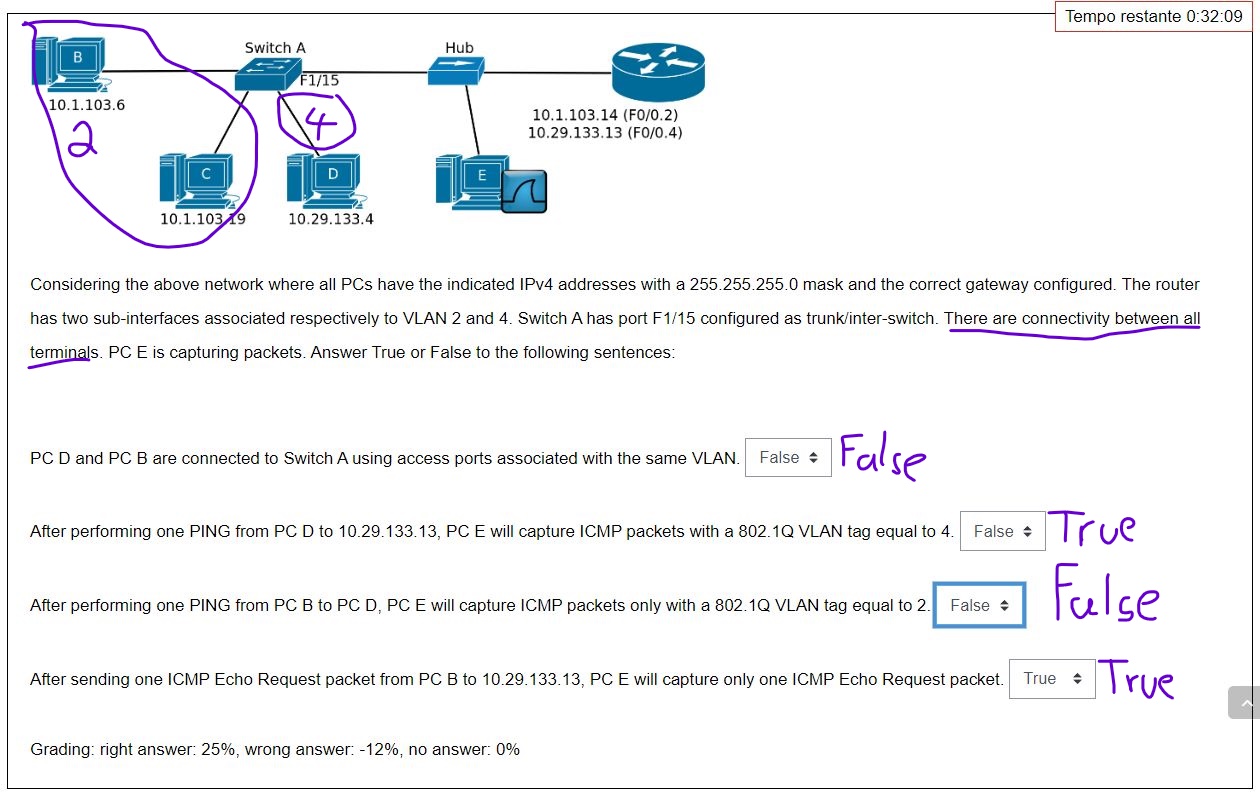 Tempo restante 0:32:09
B
Switch A
Hub
F1/15
10.1.103.6
2
4
10.1.103.14 (F0/0.2)
10.29.133.13 (F0/0.4)
C
D
E
10.1.103.19
10.29.133.4
Considering the above network where all PCs have the indicated IPv4 addresses with a 255.255.255.0 mask and the correct gateway configured. The router
has two sub-interfaces associated respectively to VLAN 2 and 4. Switch A has port F1/15 configured as trunk/inter-switch. There are connectivity between all
terminals. PC E is capturing packets. Answer True or False to the following sentences:
PC D and PC B are connected to Switch A using access ports associated with the same VLAN. False False
After performing one PING from PC D to 10.29.133.13, PC E will capture ICMP packets with a 802.1Q VLAN tag equal to 4. False True
After performing one PING from PC B to PC D, PC E will capture ICMP packets only with a 802.1Q VLAN tag equal to 2. False False
After sending one ICMP Echo Request packet from PC B to 10.29.133.13, PC E will capture only one ICMP Echo Request packet. True True
Grading: right answer: 25%, wrong answer: -12%, no answer: 0%